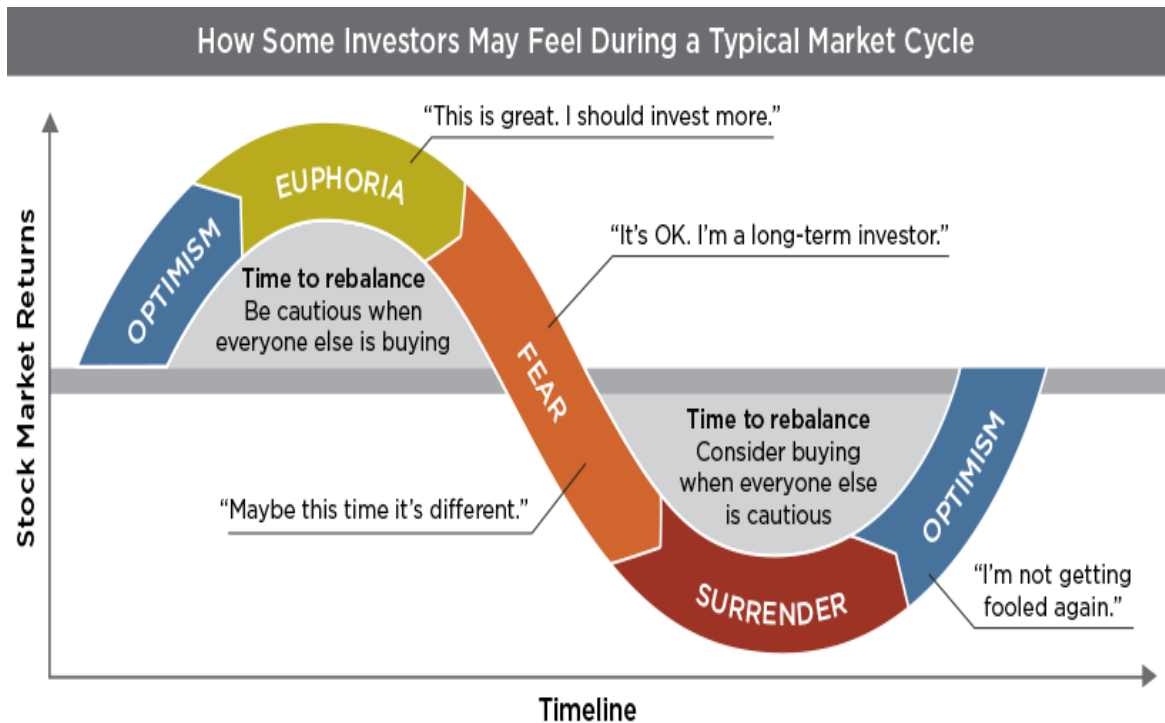 How Some Investors May Feel During a Typical Market Cycle
“This is great. I should invest more.”
EUPHORIA
OPTIMISM
“It’s OK. I’m a long-term investor.”
Time to rebalance
Be cautious when
everyone else is buying
FEAR
Stock Market Returns
Time to rebalance
Consider buying
when everyone else
is cautious
OPTIMISM
“Maybe this time it’s different.”
SURRENDER
“I’m not getting
fooled again.”
Timeline